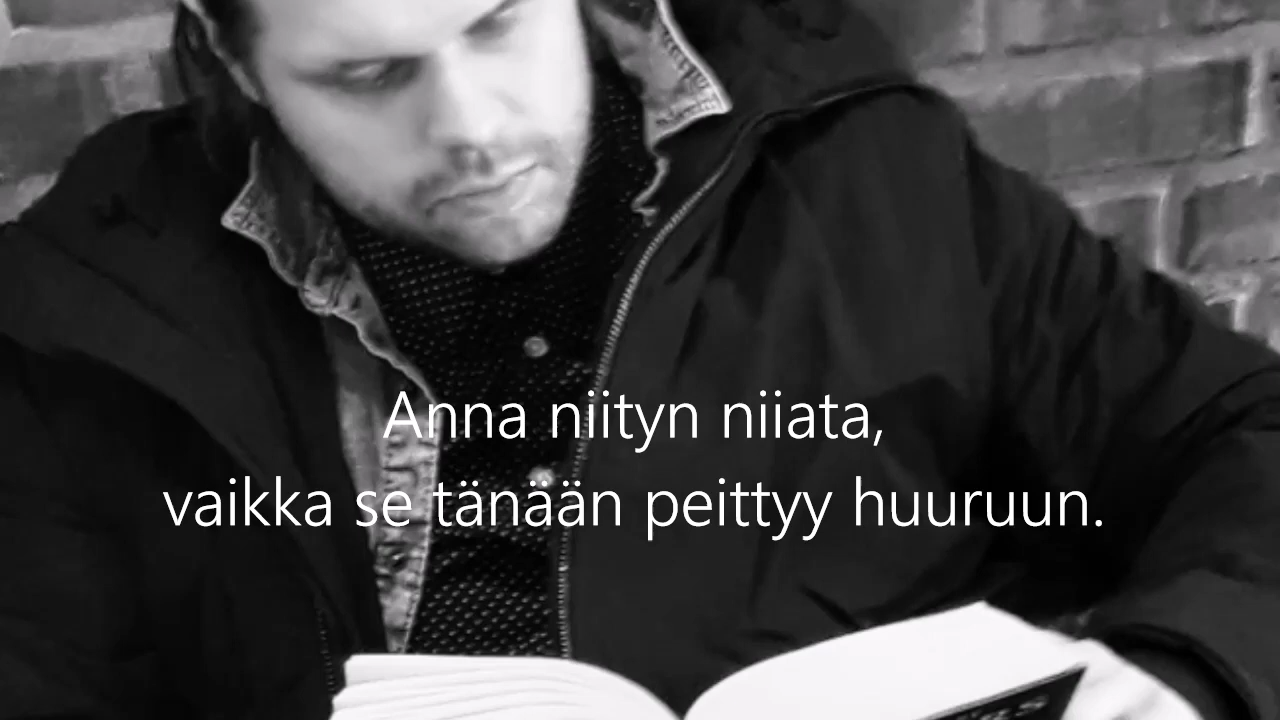 Anna niityn niiata,
vaikka se tänään peittyy huuruun.